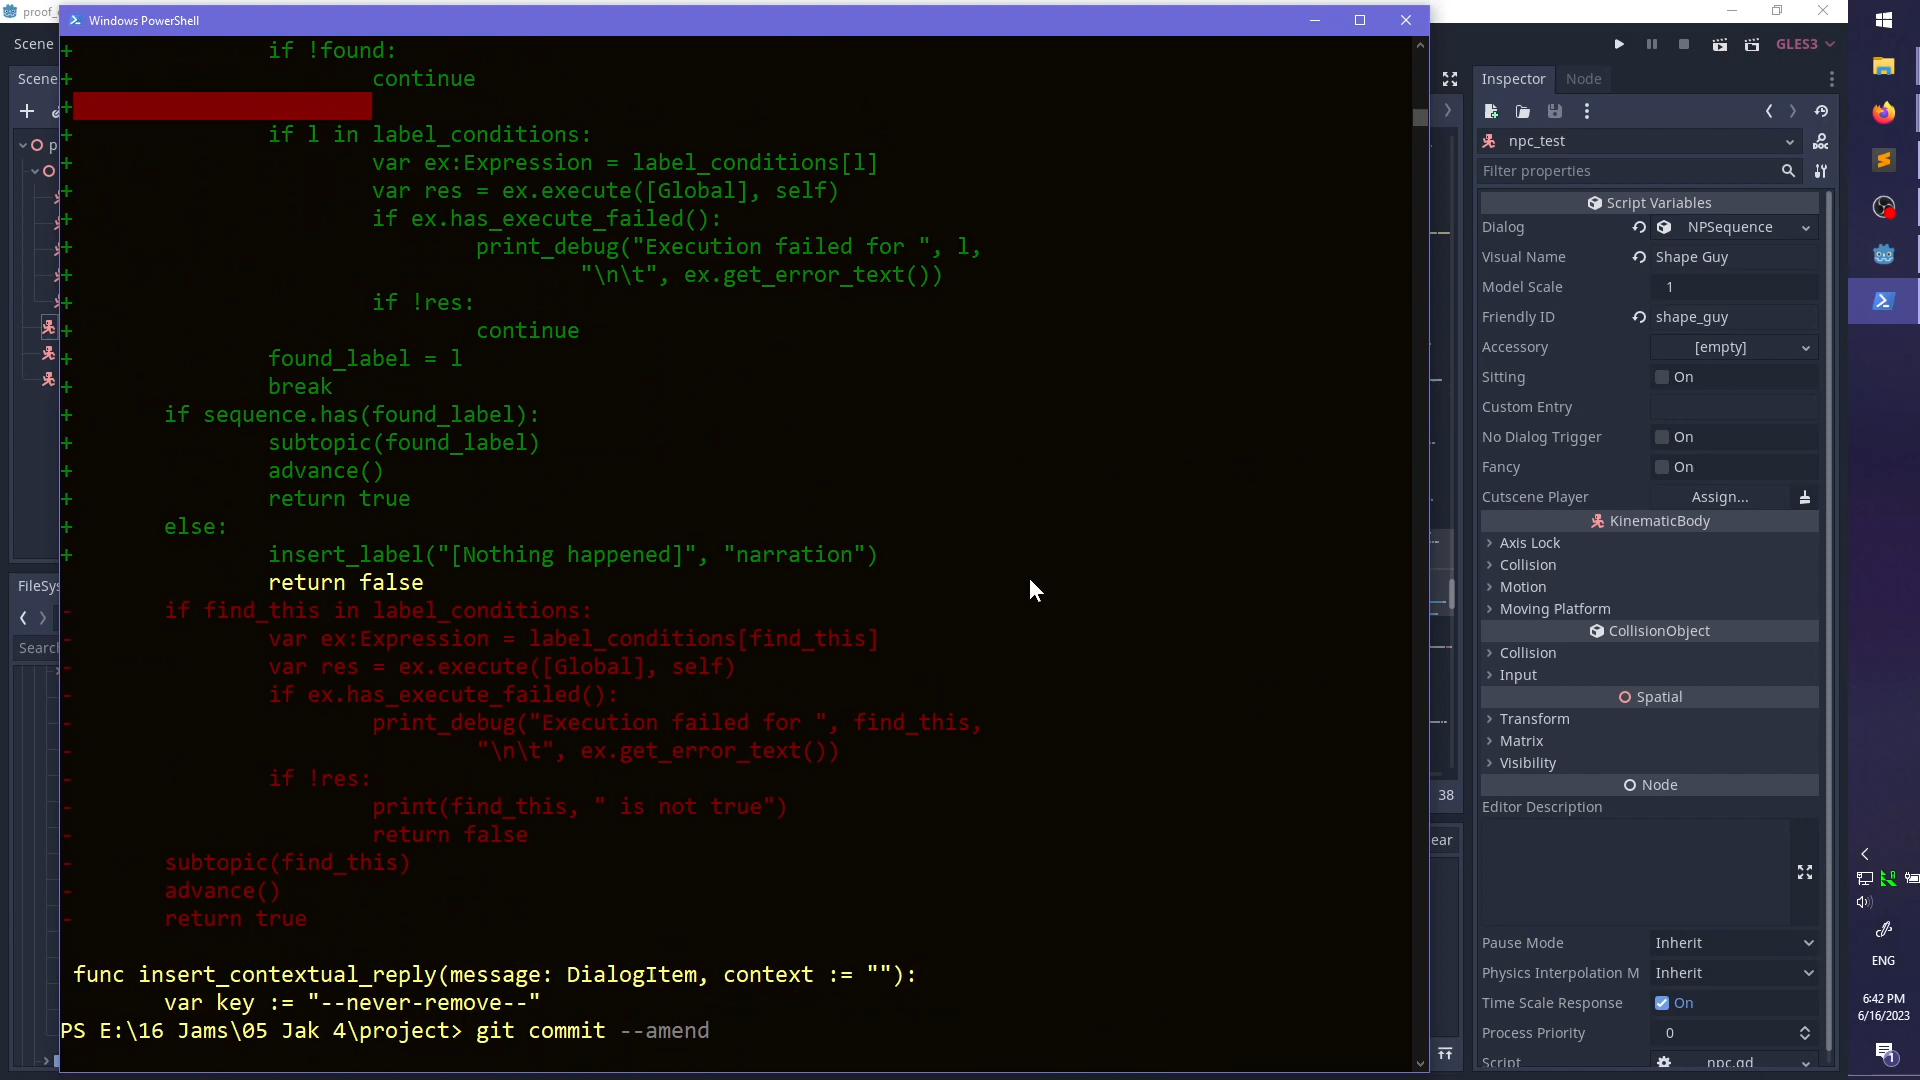 proof_
Windows PowerShell
Scene
Scene
p
FileSys
Search
+ if !found:
+ continue
+
+ if l in label_conditions:
+ var ex:Expression = label_conditions[l]
+ var res = ex.execute([Global], self)
+ if ex.has_execute_failed():
+ print_debug("Execution failed for ", l,
+ "\n\t", ex.get_error_text())
+ if !res:
+ continue
+ found_label = l
+ break
+ if sequence.has(found_label):
+ subtopic(found_label)
+ advance()
+ return true
+ else:
+ insert_label("[Nothing happened]", "narration")
return false
- if find_this in label_conditions:
- var ex:Expression = label_conditions[find_this]
- var res = ex.execute([Global], self)
- if ex.has_execute_failed():
- print_debug("Execution failed for ", find_this,
- "\n\t", ex.get_error_text())
- if !res:
- print(find_this, " is not true")
- return false
- subtopic(find_this)
- advance()
- return true
func insert_contextual_reply(message: DialogItem, context := ""):
var key := "--never-remove--"
PS E:\16 Jams\05 Jak 4\project> git commit --amend
38
ear
GLES3
Inspector
Node
npc_test
Filter properties
Script Variables
Dialog NPSequence
Visual Name Shape Guy
Model Scale 1
Friendly ID shape_guy
Accessory [empty]
Sitting On
Custom Entry
No Dialog Trigger On
Fancy On
Cutscene Player Assign...
KinematicBody
Axis Lock
Collision
Motion
Moving Platform
CollisionObject
Collision
Input
Spatial
Transform
Matrix
Visibility
Node
Editor Description
Pause Mode Inherit
Physics Interpolation M Inherit
Time Scale Response On
Process Priority 0
Script npc.gd
ENG
6:42 PM
6/16/2023
1